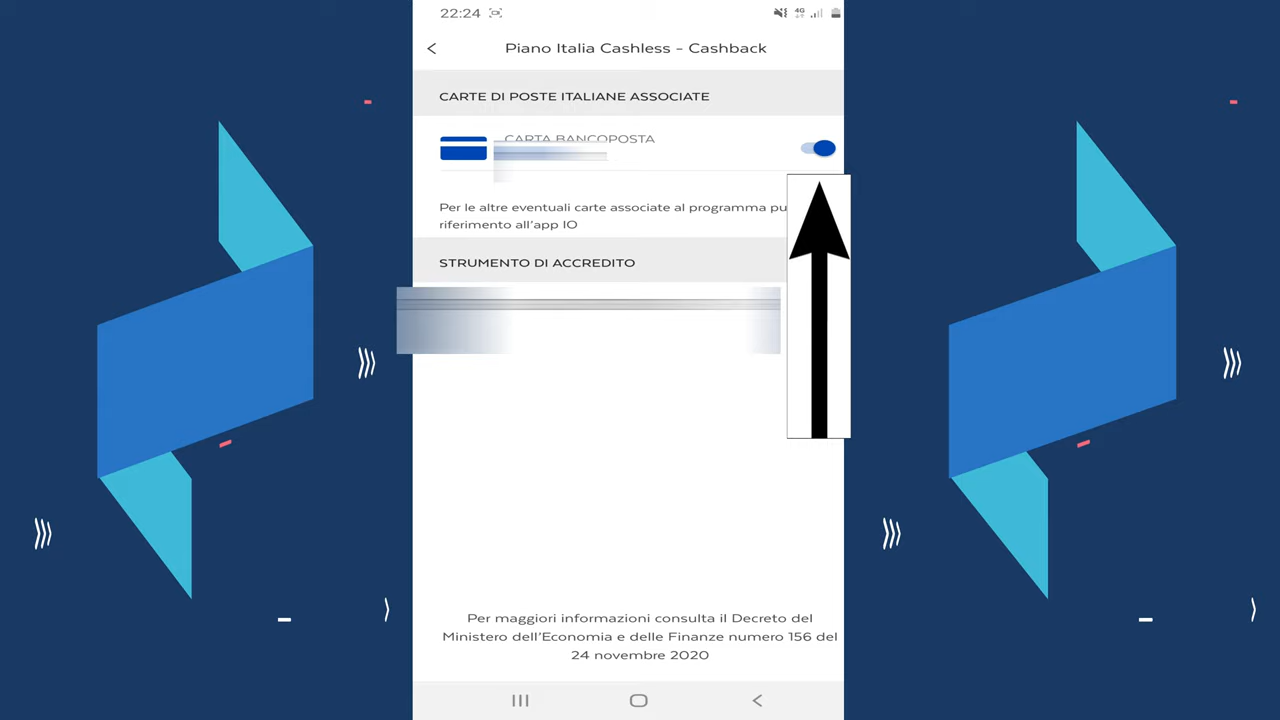 22:24
4G
Piano Italia Cashless - Cashback
CARTE DI POSTE ITALIANE ASSOCIATE
CARTA BANCOPOSTA
Per le altre eventuali carte associate al programma
riferimento all'app IO
STRUMENTO DI ACCREDITO
Per maggiori informazioni consulta il Decreto del
Ministero dell'Economia e delle Finanze numero 156 del
24 novembre 2020